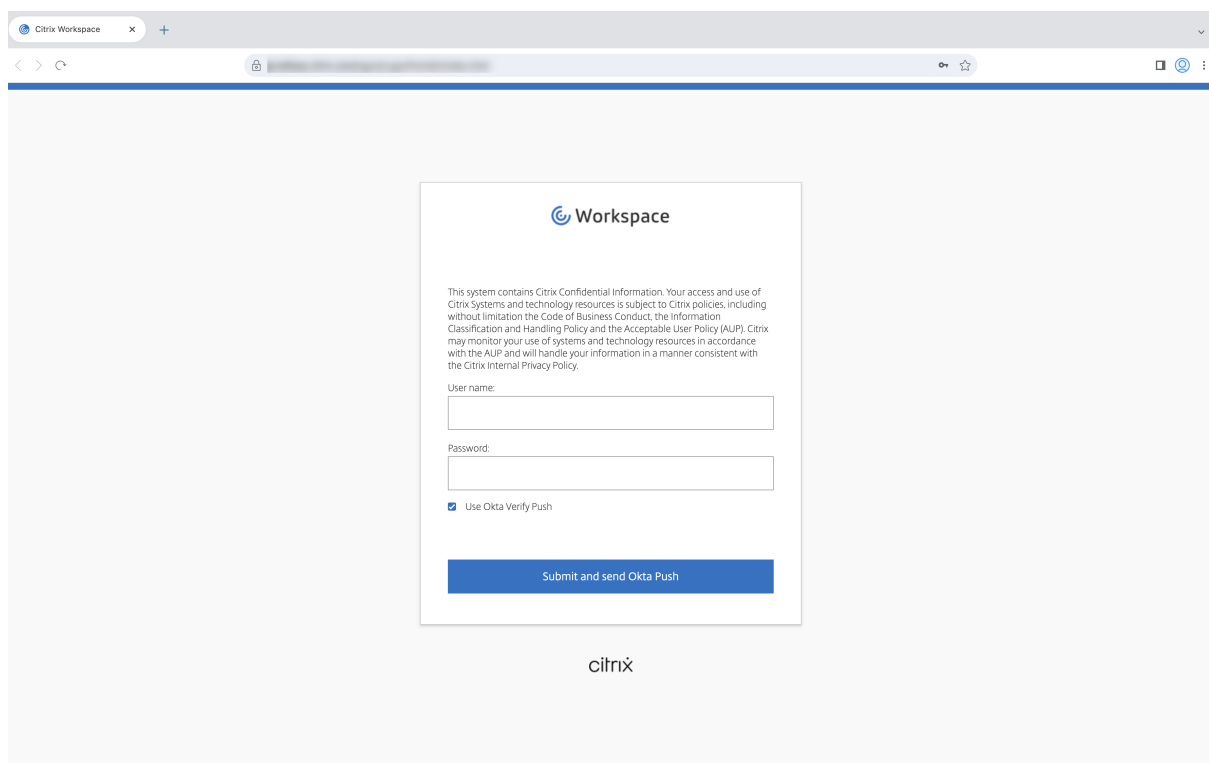 Citrix Workspace
Workspace
This system contains Citrix Confidential Information. Your access and use of
Citrix Systems and technology resources is subject to Citrix policies, including
without limitation the Code of Business Conduct, the Information
Classification and Handling Policy and the Acceptable User Policy (AUP). Citrix
may monitor your use of systems and technology resources in accordance
with the AUP and will handle your information in a manner consistent with
the Citrix Internal Privacy Policy.
User name:
Password:
Use Okta Verify Push
Submit and send Okta Push
citrix